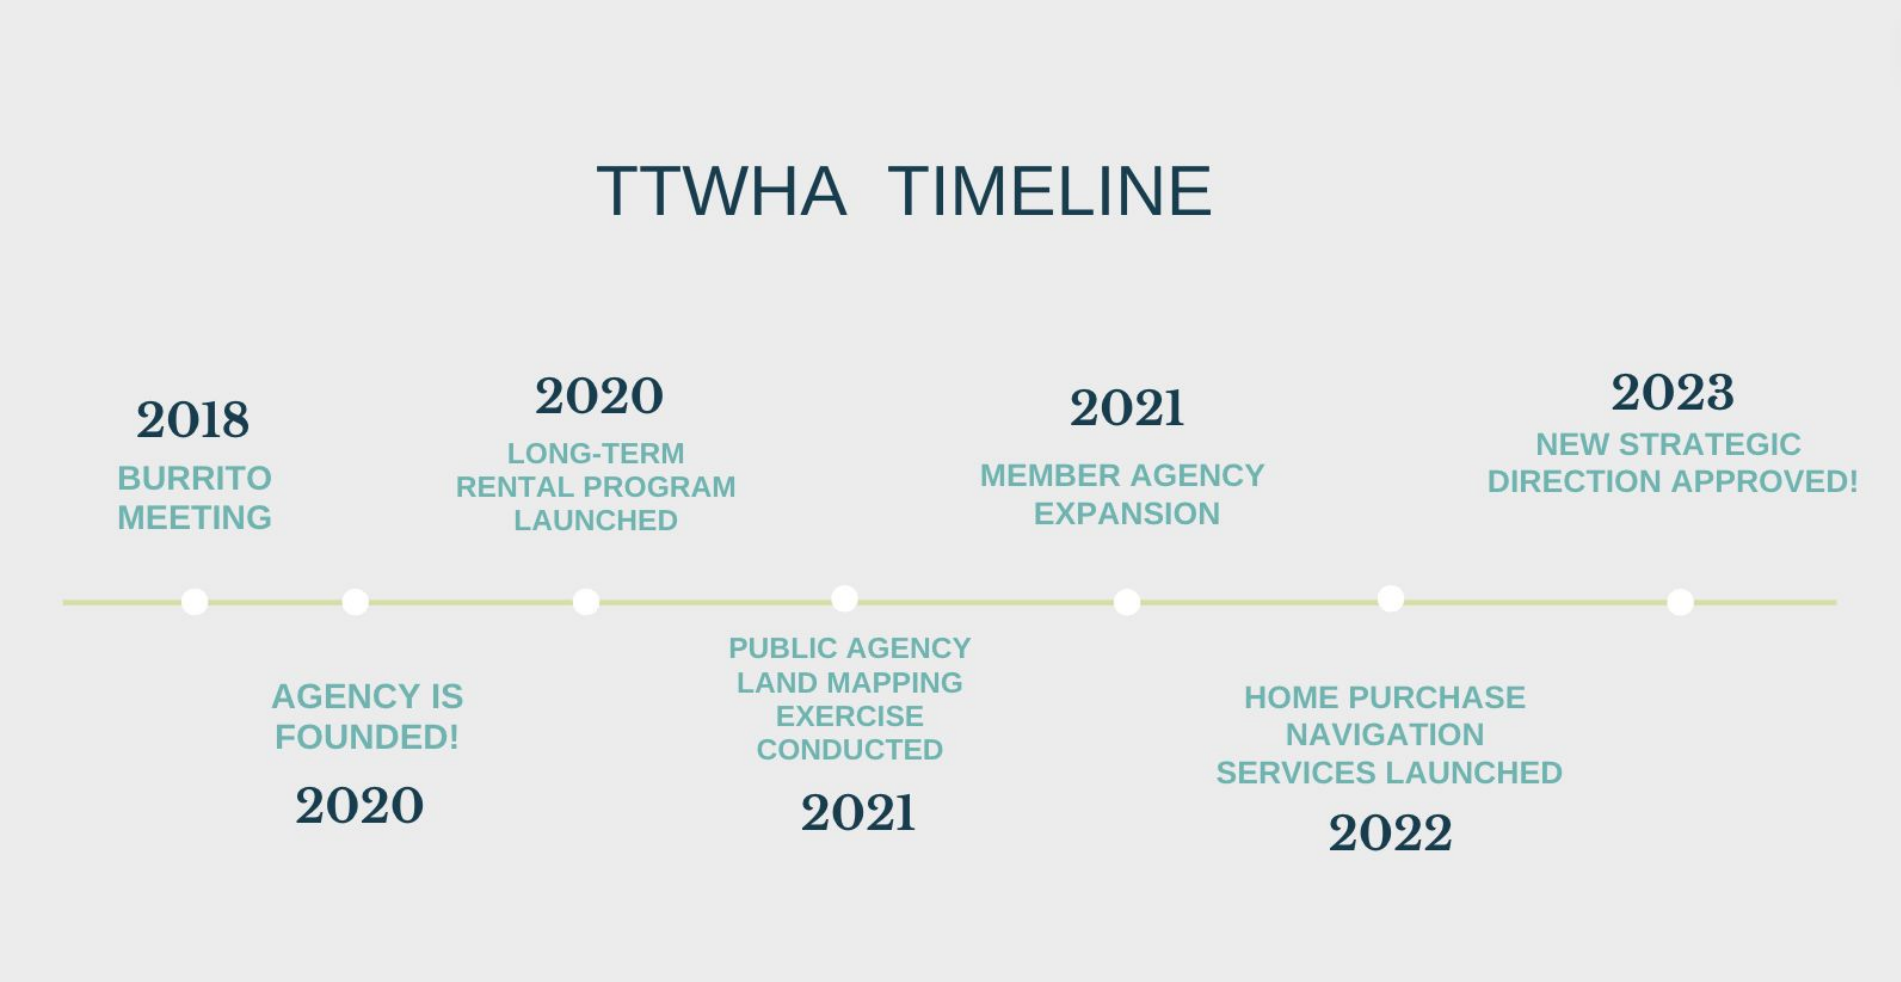 TTWHA TIMELINE
2018
BURRITO
MEETING
AGENCY IS
FOUNDED!
2020
2020
LONG-TERM
RENTAL PROGRAM
LAUNCHED
PUBLIC AGENCY
LAND MAPPING
EXERCISE
CONDUCTED
2021
2021
MEMBER AGENCY
EXPANSION
HOME PURCHASE
NAVIGATION
SERVICES LAUNCHED
2022
2023
NEW STRATEGIC
DIRECTION APPROVED!